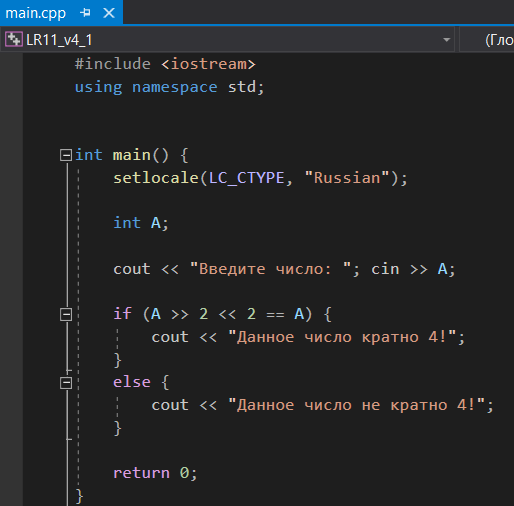 main.cpp
LR11_v4_1 (Гло
#include <iostream>
using namespace std;
int main() {
setlocale(LC_CTYPE, "Russian");
int A;
cout << "Введите число: "; cin >> A;
if (A >> 2 << 2 == A) {
cout << "Данное число кратно 4!";
}
else {
cout << "Данное число не кратно 4!";
}
return 0;
}